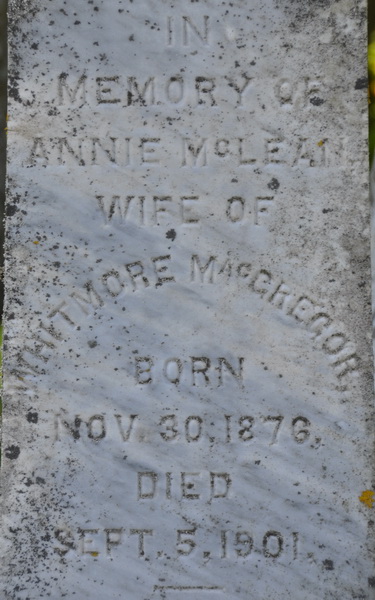 IN
MEMORY OF
ANNIE McLEAN
WIFE OF
WHITMORE MacGREGOR.
BORN
NOV. 30, 1876,
DIED
SEPT. 5, 1901.